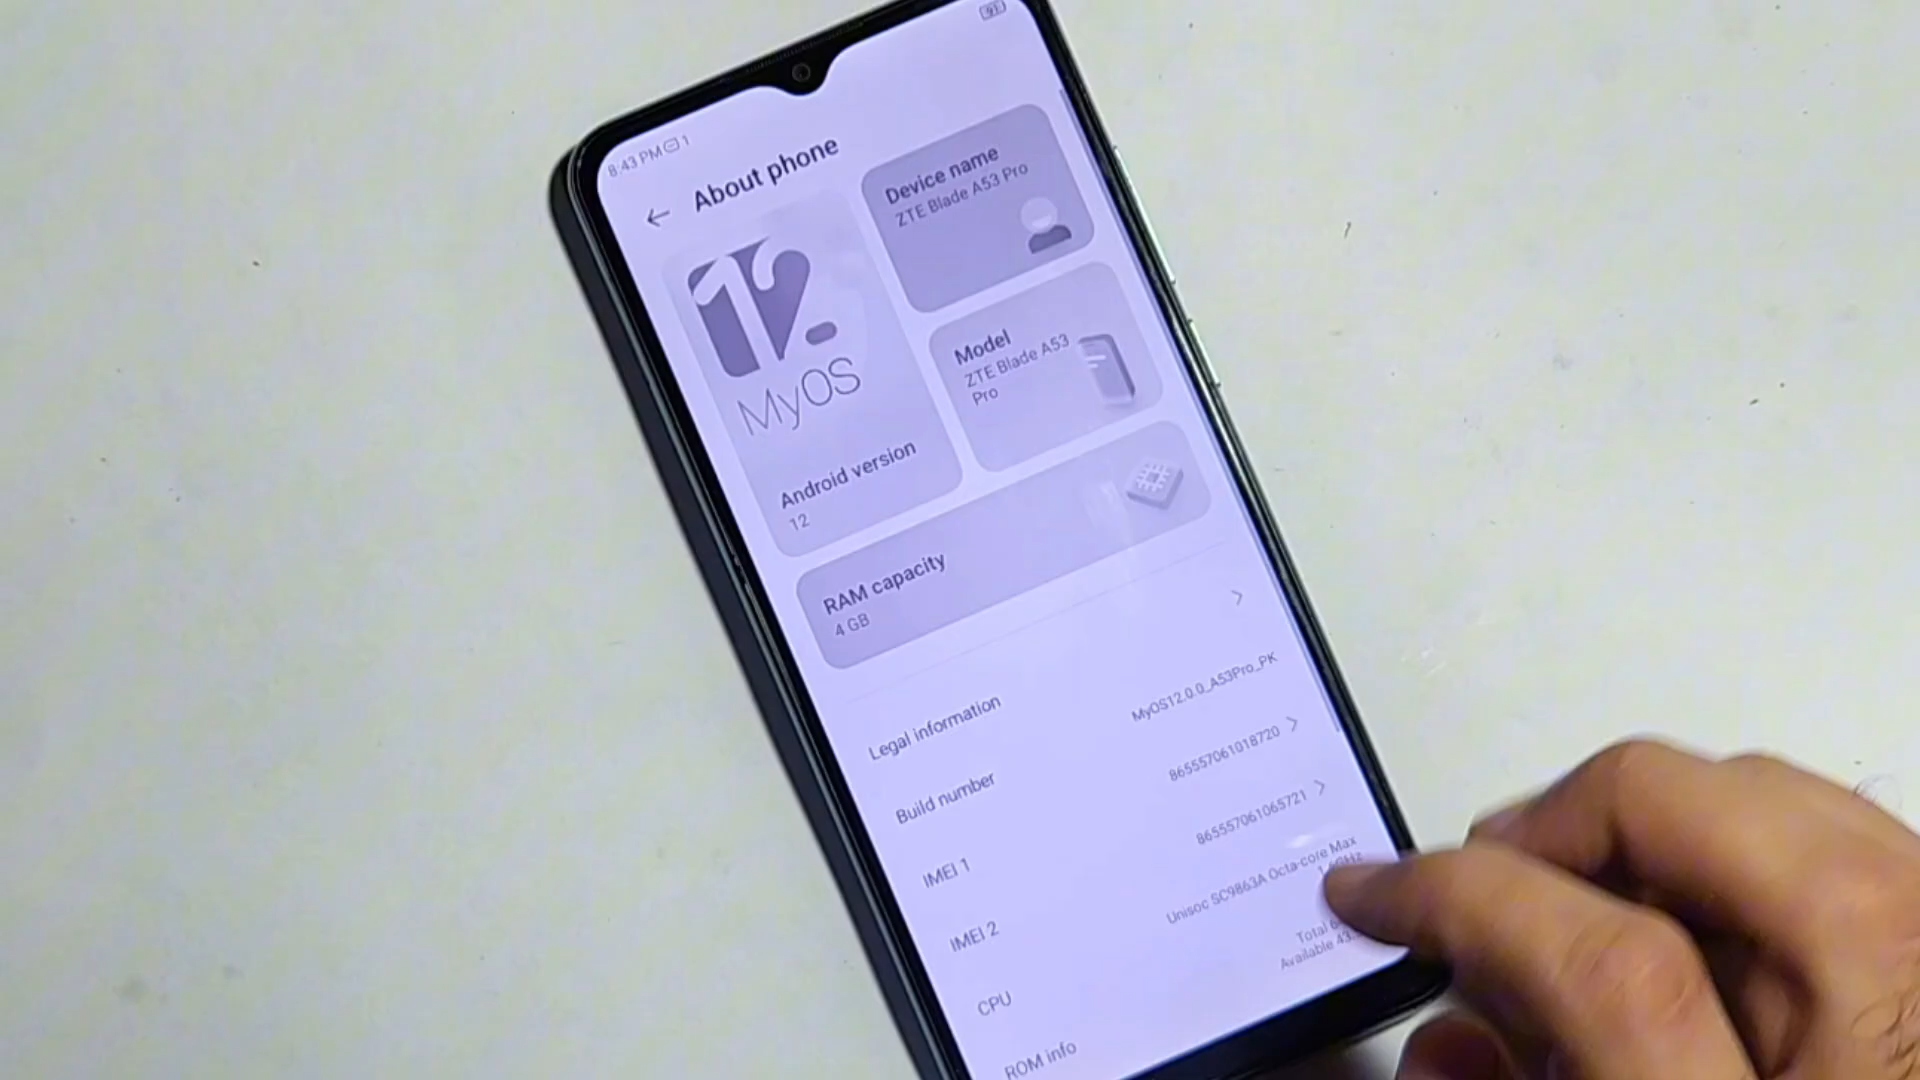 8:43 PM 1
91
About phone
12
MyOS
Android version
12
Device name
ZTE Blade A53 Pro
Model
ZTE Blade A53
Pro
RAM capacity
4 GB
Legal information
Build number
MyOS12.0.0_A53Pro_PK
IMEI 1
865557061018720
IMEI 2
865557061065721
CPU
Unisoc SC9863A Octa-core Max
ROM info
Total
Available